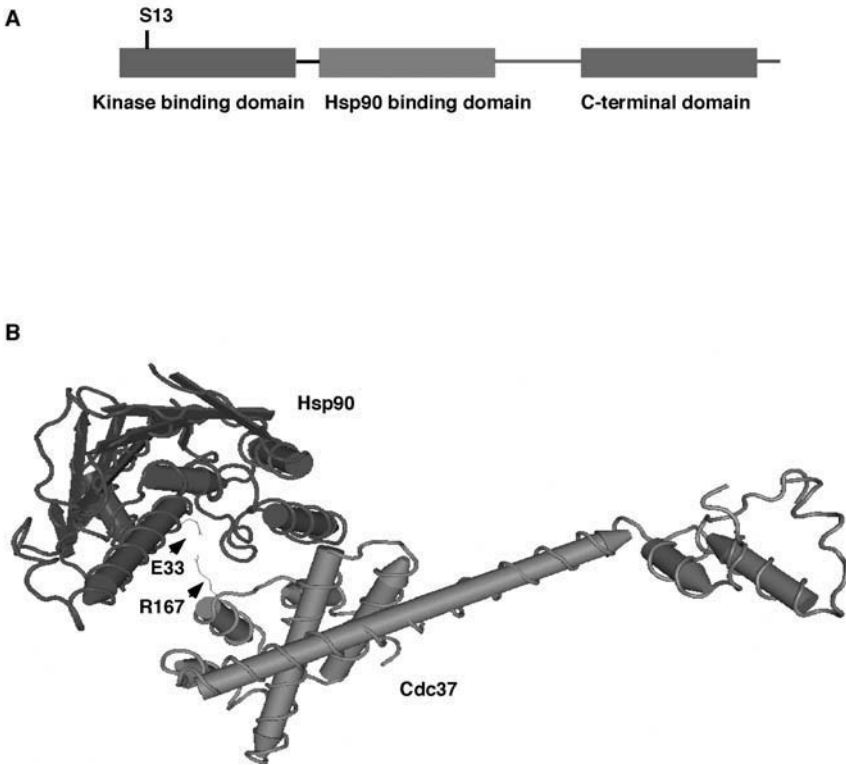 A
S13
Kinase binding domain Hsp90 binding domain C-terminal domain
B
Hsp90
E33
R167
Cdc37